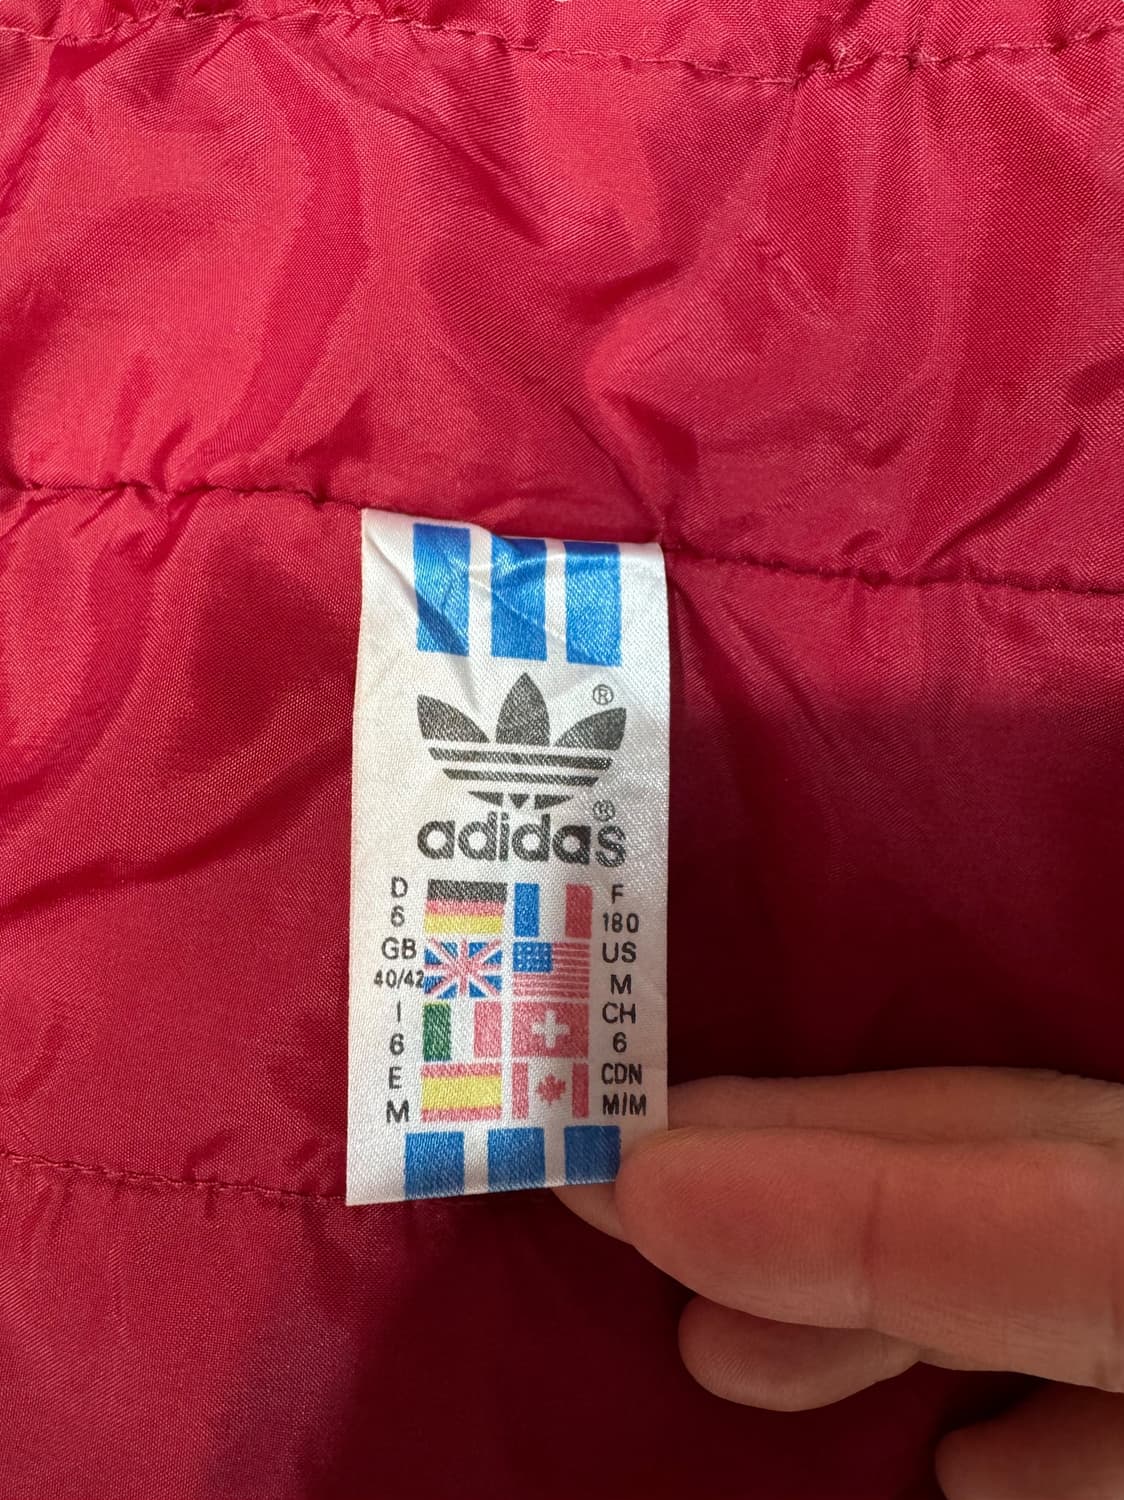 ®
adidas®
D
6
GB
40/42
I
6
E
M
F
180
US
M
CH
6
CDN
M/M